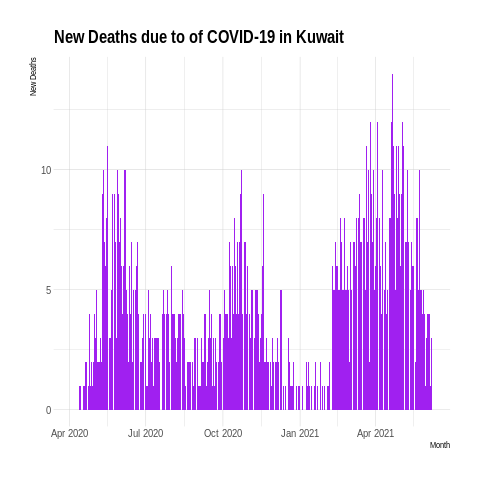 New Deaths due to of COVID-19 in Kuwait
New Deaths
10
5
0
Apr 2020 Jul 2020 Oct 2020 Jan 2021 Apr 2021
Month